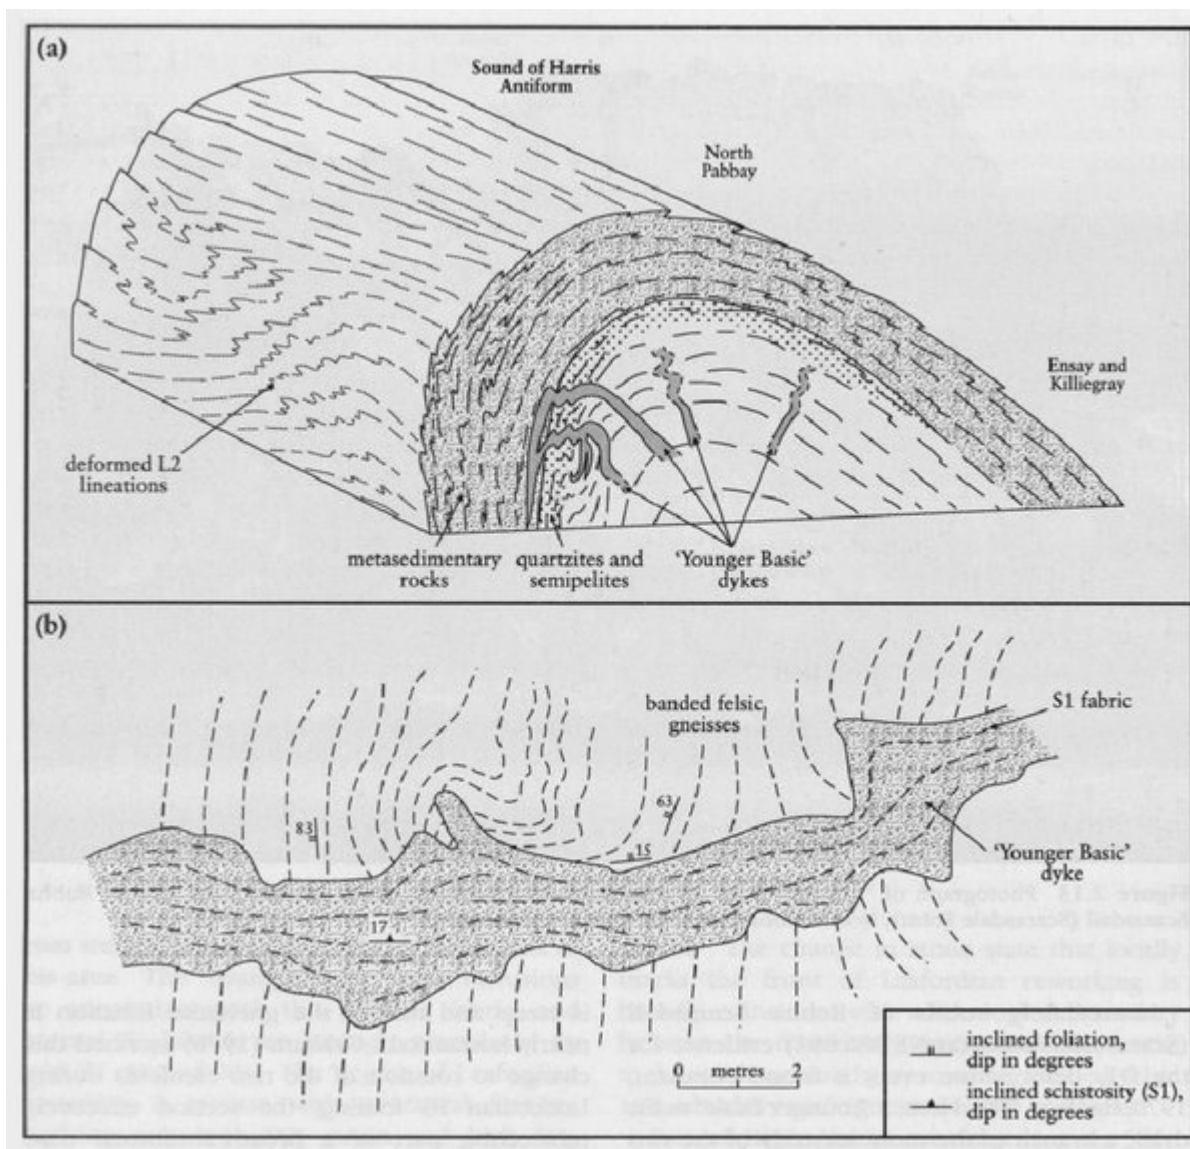 (a)
Sound of Harris
Antiform
North
Pabbay
Ensay and
Killiegray
deformed L2
lineations
metasedimentary
rocks
quartzites and
semipelites
'Younger Basic'
dykes
(b)
banded felsic
gneisses
S1 fabric
83
63
15
17
'Younger Basic'
dyke
0 metres 2
inclined foliation,
dip in degrees
inclined schistosity (S1),
dip in degrees